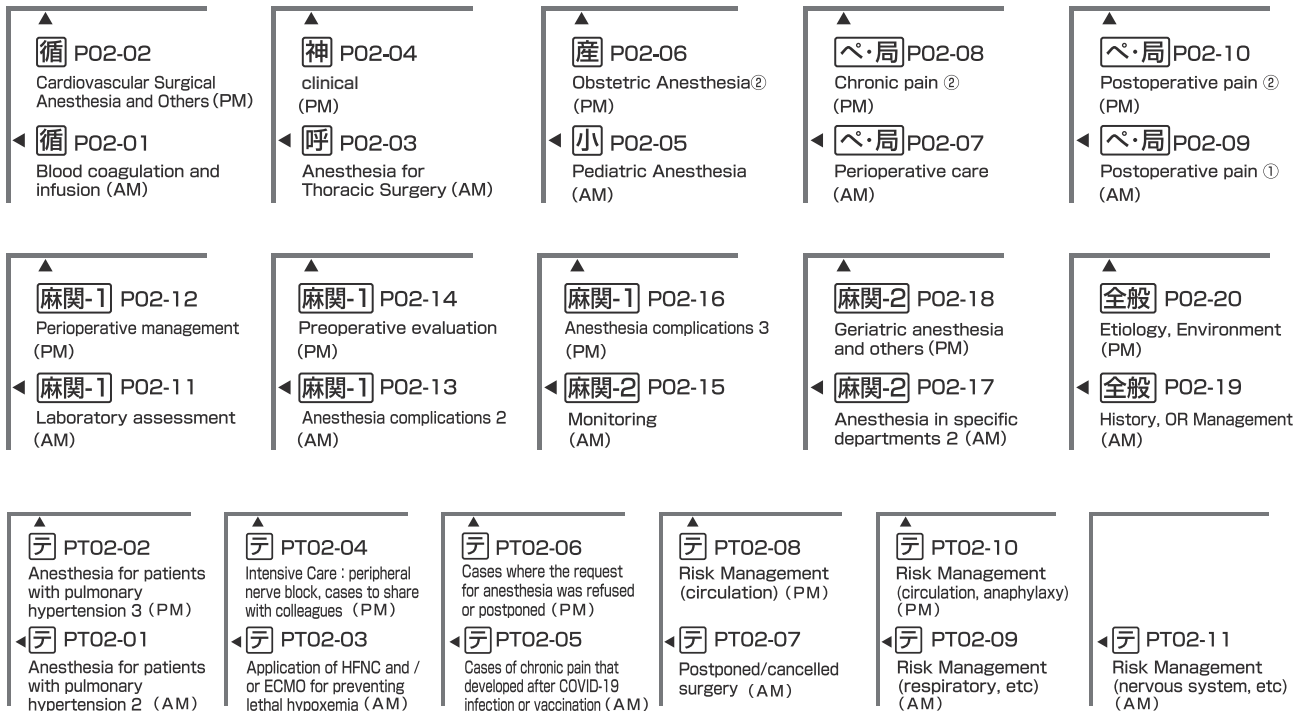 ▲
循 P02-02
Cardiovascular Surgical
Anesthesia and Others (PM)
◀ 循 P02-01
Blood coagulation and
infusion (AM)
▲
神 P02-04
clinical
(PM)
◀ 呼 P02-03
Anesthesia for
Thoracic Surgery (AM)
▲
産 P02-06
Obstetric Anesthesia②
(PM)
◀ 小 P02-05
Pediatric Anesthesia
(AM)
▲
ペ・局 P02-08
Chronic pain ②
(PM)
◀ ペ・局 P02-07
Perioperative care
(AM)
▲
ペ・局 P02-10
Postoperative pain ②
(PM)
◀ ペ・局 P02-09
Postoperative pain ①
(AM)
▲
麻関-1 P02-12
Perioperative management
(PM)
◀ 麻関-1 P02-11
Laboratory assessment
(AM)
▲
麻関-1 P02-14
Preoperative evaluation
(PM)
◀ 麻関-1 P02-13
Anesthesia complications 2
(AM)
▲
麻関-1 P02-16
Anesthesia complications 3
(PM)
◀ 麻関-2 P02-15
Monitoring
(AM)
▲
麻関-2 P02-18
Geriatric anesthesia
and others (PM)
◀ 麻関-2 P02-17
Anesthesia in specific
departments 2 (AM)
▲
全般 P02-20
Etiology, Environment
(PM)
◀ 全般 P02-19
History, OR Management
(AM)
▲
テ PT02-02
Anesthesia for patients
with pulmonary
hypertension 3 (PM)
◀ テ PT02-01
Anesthesia for patients
with pulmonary
hypertension 2 (AM)
▲
テ PT02-04
Intensive Care : peripheral
nerve block, cases to share
with colleagues (PM)
◀ テ PT02-03
Application of HFNC and /
or ECMO for preventing
lethal hypoxemia (AM)
▲
テ PT02-06
Cases where the request
for anesthesia was refused
or postponed (PM)
◀ テ PT02-05
Cases of chronic pain that
developed after COVID-19
infection or vaccination (AM)
▲
テ PT02-08
Risk Management
(circulation) (PM)
◀ テ PT02-07
Postponed/cancelled
surgery (AM)
▲
テ PT02-10
Risk Management
(circulation, anaphylaxy)
(PM)
◀ テ PT02-09
Risk Management
(respiratory, etc)
(AM)
◀ テ PT02-11
Risk Management
(nervous system, etc)
(AM)